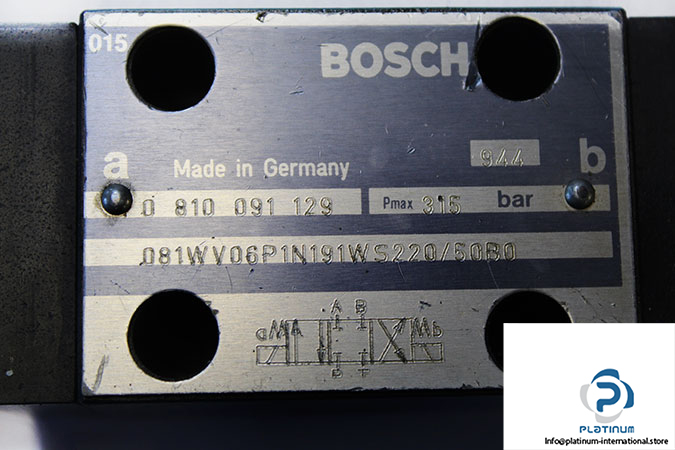 015
BOSCH
a
Made in Germany
944
b
0 810 091 129
Pmax 315 bar
081WV06P1N191WS220/50B0
A B
a
b
P T
PLATINUM
Info@platinum-international.store